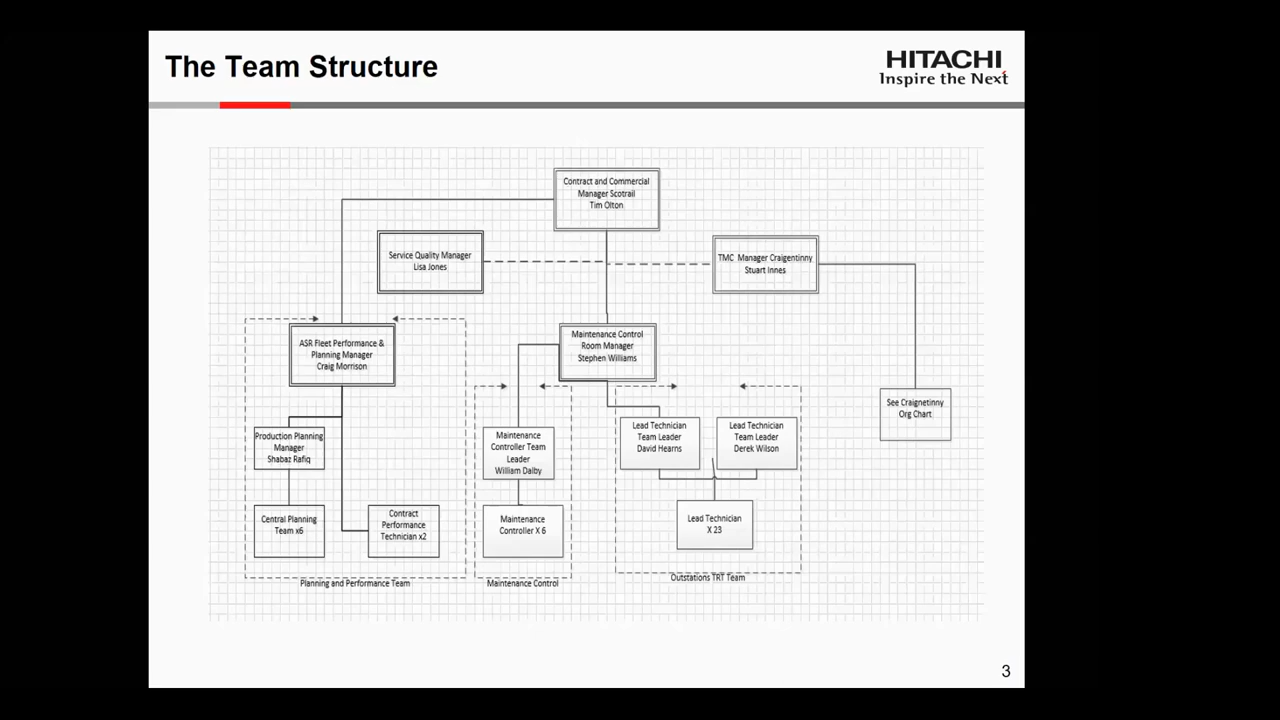 The Team Structure
HITACHI
Inspire the Next
Contract and Commercial
Manager Scotrail
Tim Olton
Service Quality Manager
Lisa Jones
TMC Manager Craigentinny
Stuart Innes
ASR Fleet Performance &
Planning Manager
Craig Morrison
Maintenance Control
Room Manager
Stephen Williams
See Craignetinny
Org Chart
Production Planning
Manager
Shabaz Rafiq
Maintenance
Controller Team
Leader
William Dalby
Lead Technician
Team Leader
David Hearns
Lead Technician
Team Leader
Derek Wilson
Central Planning
Team x6
Contract
Performance
Technician x2
Maintenance
Controller X 6
Lead Technician
X 23
Planning and Performance Team
Maintenance Control
Outstations TRT Team
3